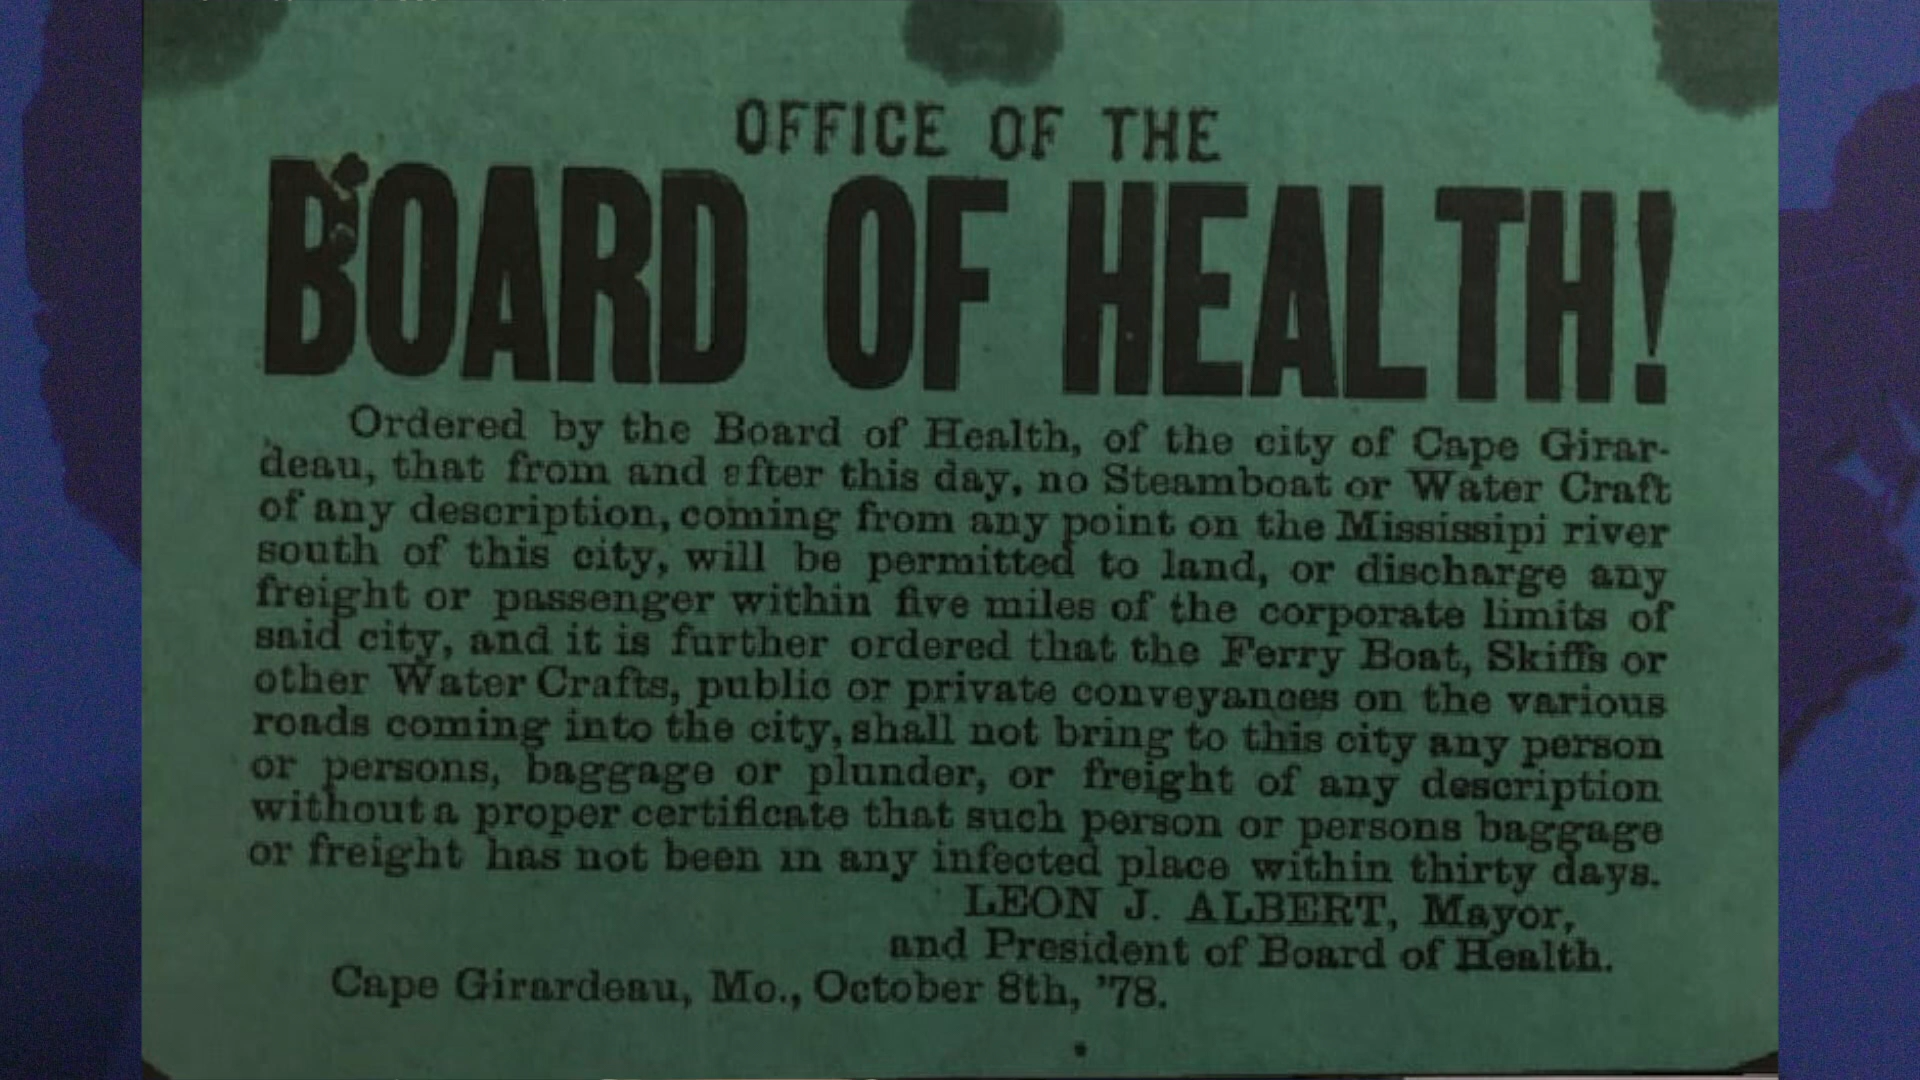 OFFICE OF THE
BOARD OF HEALTH!
Ordered by the Board of Health, of the city of Cape Girar-
deau, that from and after this day, no Steamboat or Water Craft
of any description, coming from any point on the Mississipi river
south of this city, will be permitted to land, or discharge any
freight or passenger within five miles of the corporate limits of
said city, and it is further ordered that the Ferry Boat, Skiffs or
other Water Crafts, public or private conveyances on the various
roads coming into the city, shall not bring to this city any person
or persons, baggage or plunder, or freight of any description
without a proper certificate that such person or persons baggage
or freight has not been in any infected place within thirty days.
LEON J. ALBERT, Mayor,
and President of Board of Health.
Cape Girardeau, Mo., October 8th, '78.